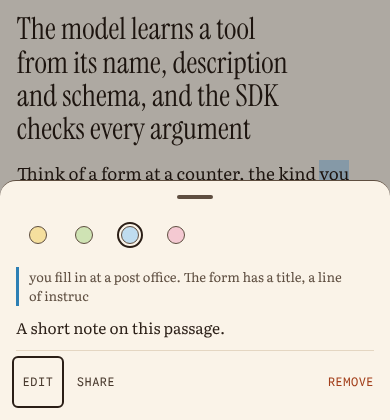 The model learns a tool
from its name, description
and schema, and the SDK
checks every argument
Think of a form at a counter, the kind you
you fill in at a post office. The form has a title, a line
of instruc
A short note on this passage.
EDIT SHARE REMOVE